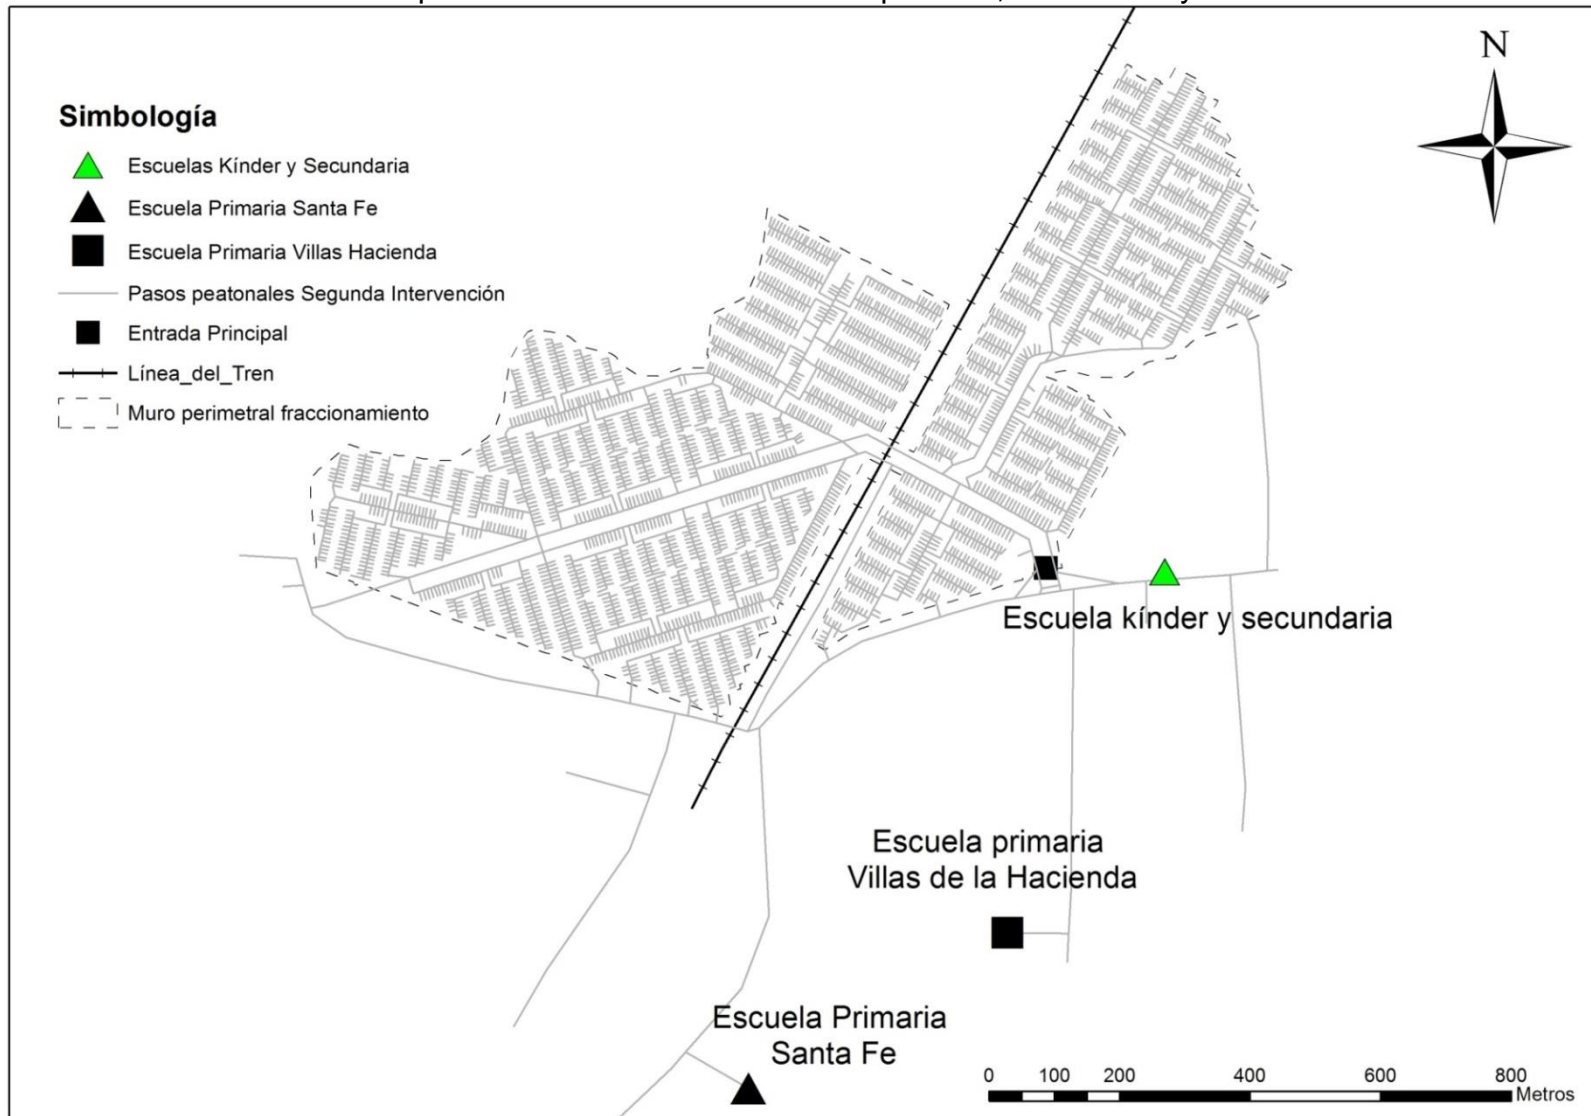 N
Simbología
Escuelas Kínder y Secundaria
Escuela Primaria Santa Fe
Escuela Primaria Villas Hacienda
Pasos peatonales Segunda Intervención
Entrada Principal
Línea_del_Tren
Muro perimetral fraccionamiento
Escuela kínder y secundaria
Escuela primaria
Villas de la Hacienda
Escuela Primaria
Santa Fe
0 100 200 400 600 800
Metros